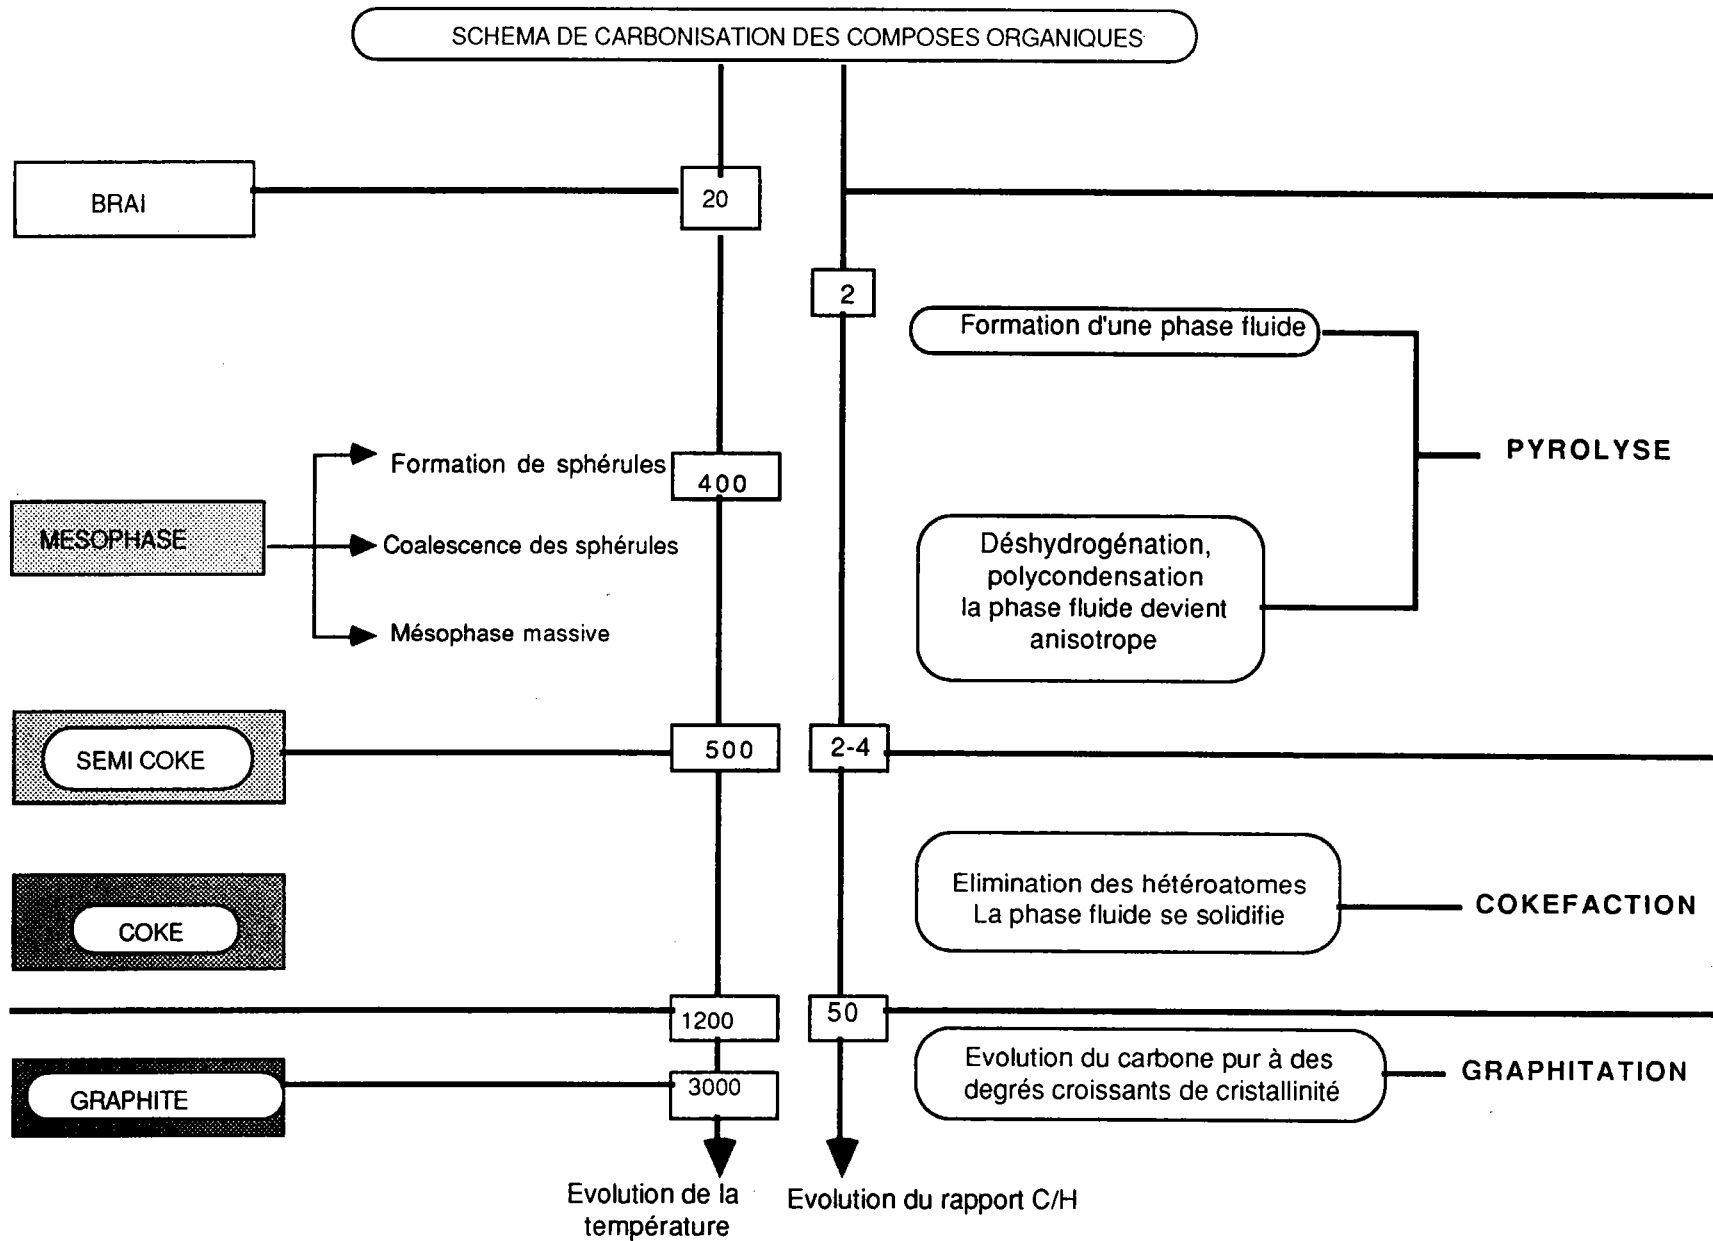 SCHEMA DE CARBONISATION DES COMPOSES ORGANIQUES
BRAI
20
2
Formation d'une phase fluide
PYROLYSE
Formation de sphérules
400
MESOPHASE
Coalescence des sphérules
Déshydrogénation,
polycondensation
la phase fluide devient
anisotrope
Mésophase massive
SEMI COKE
500
2-4
COKE
Elimination des hétéroatomes
La phase fluide se solidifie
COKEFACTION
1200
50
GRAPHITE
3000
Evolution du carbone pur à des
degrés croissants de cristallinité
GRAPHITATION
Evolution de la
température
Evolution du rapport C/H